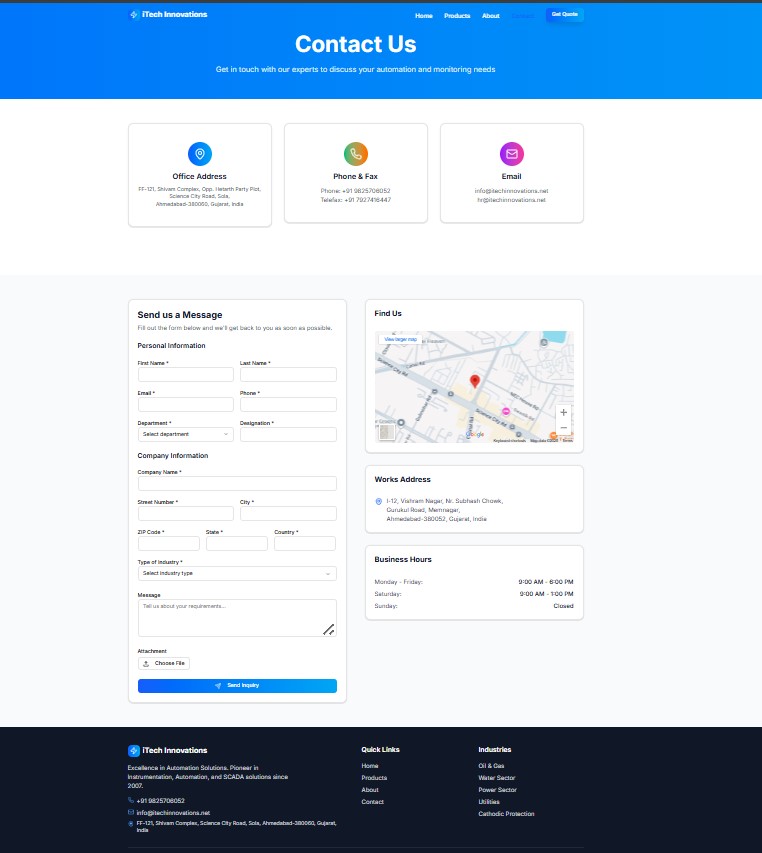 iTech Innovations
Home
Products
About
Contact
Get Quote
Contact Us
Get in touch with our experts to discuss your automation and monitoring needs
Office Address
FF-121, Shivam Complex, Opp. Hetarth Party Plot,
Science City Road, Sola,
Ahmedabad-380060, Gujarat, India
Phone & Fax
Phone: +91 9825706052
Telefax: +91 7927416447
Email
info@itechinnovations.net
hr@itechinnovations.net
Send us a Message
Fill out the form below and we'll get back to you as soon as possible.
Personal Information
First Name *
Last Name *
Email *
Phone *
Department *
Designation *
Select department
Company Information
Company Name *
Street Number *
City *
ZIP Code *
State *
Country *
Type of Industry *
Select industry type
Message
Tell us about your requirements...
Attachment
Choose File
Send Inquiry
Find Us
View larger map
Science City Rd
Science City Rd
Google
Works Address
I-12, Vishram Nagar, Nr. Subhash Chowk,
Gurukul Road, Memnagar,
Ahmedabad-380052, Gujarat, India
Business Hours
Monday - Friday:
9:00 AM - 6:00 PM
Saturday:
9:00 AM - 1:00 PM
Sunday:
Closed
iTech Innovations
Excellence in Automation Solutions. Pioneer in
Instrumentation, Automation, and SCADA solutions since
2007.
+91 9825706052
info@itechinnovations.net
FF-121, Shivam Complex, Science City Road, Sola, Ahmedabad-380060, Gujarat,
India
Quick Links
Home
Products
About
Contact
Industries
Oil & Gas
Water Sector
Power Sector
Utilities
Cathodic Protection